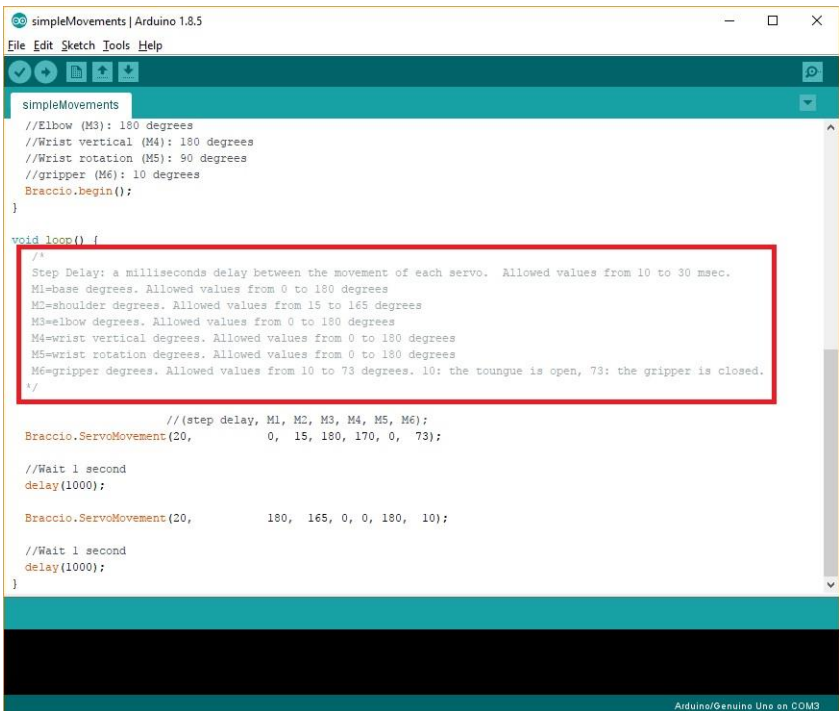 simpleMovements | Arduino 1.8.5
File Edit Sketch Tools Help
simpleMovements
//Elbow (M3): 180 degrees
//Wrist vertical (M4): 180 degrees
//Wrist rotation (M5): 90 degrees
//gripper (M6): 10 degrees
Braccio.begin();
}
void loop() {
/*
Step Delay: a milliseconds delay between the movement of each servo.  Allowed values from 10 to 30 msec.
M1=base degrees. Allowed values from 0 to 180 degrees
M2=shoulder degrees. Allowed values from 15 to 165 degrees
M3=elbow degrees. Allowed values from 0 to 180 degrees
M4=wrist vertical degrees. Allowed values from 0 to 180 degrees
M5=wrist rotation degrees. Allowed values from 0 to 180 degrees
M6=gripper degrees. Allowed values from 10 to 73 degrees. 10: the toungue is open, 73: the gripper is closed.
*/
//(step delay, M1, M2, M3, M4, M5, M6);
Braccio.ServoMovement(20,           0,  15, 180, 170, 0,  73);
//Wait 1 second
delay(1000);
Braccio.ServoMovement(20,           180,  165, 0, 0, 180,  10);
//Wait 1 second
delay(1000);
}
Arduino/Genuino Uno on COM3